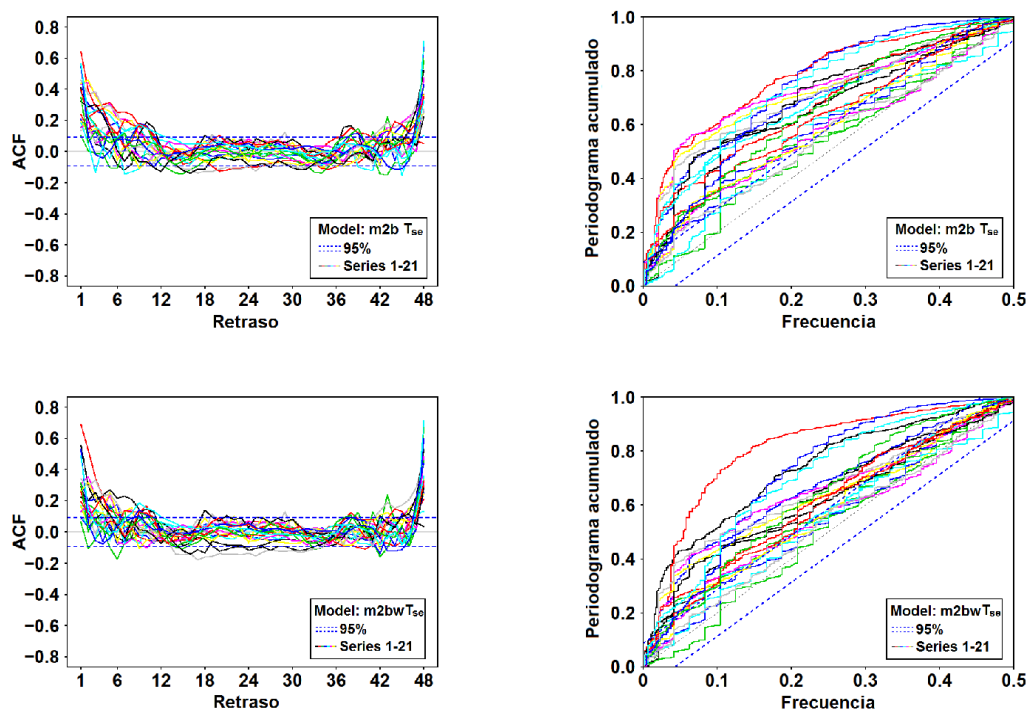 ACF
0.8
0.6
0.4
0.2
0.0
−0.2
−0.4
−0.6
−0.8
1 6 12 18 24 30 36 42 48
Retraso
Model: m2b Tse
95%
Series 1-21
Periodograma acumulado
1.0
0.8
0.6
0.4
0.2
0.0
0 0.1 0.2 0.3 0.4 0.5
Frecuencia
Model: m2b Tse
95%
Series 1-21
ACF
0.8
0.6
0.4
0.2
0.0
−0.2
−0.4
−0.6
−0.8
1 6 12 18 24 30 36 42 48
Retraso
Model: m2bwTse
95%
Series 1-21
Periodograma acumulado
1.0
0.8
0.6
0.4
0.2
0.0
0 0.1 0.2 0.3 0.4 0.5
Frecuencia
Model: m2bwTse
95%
Series 1-21